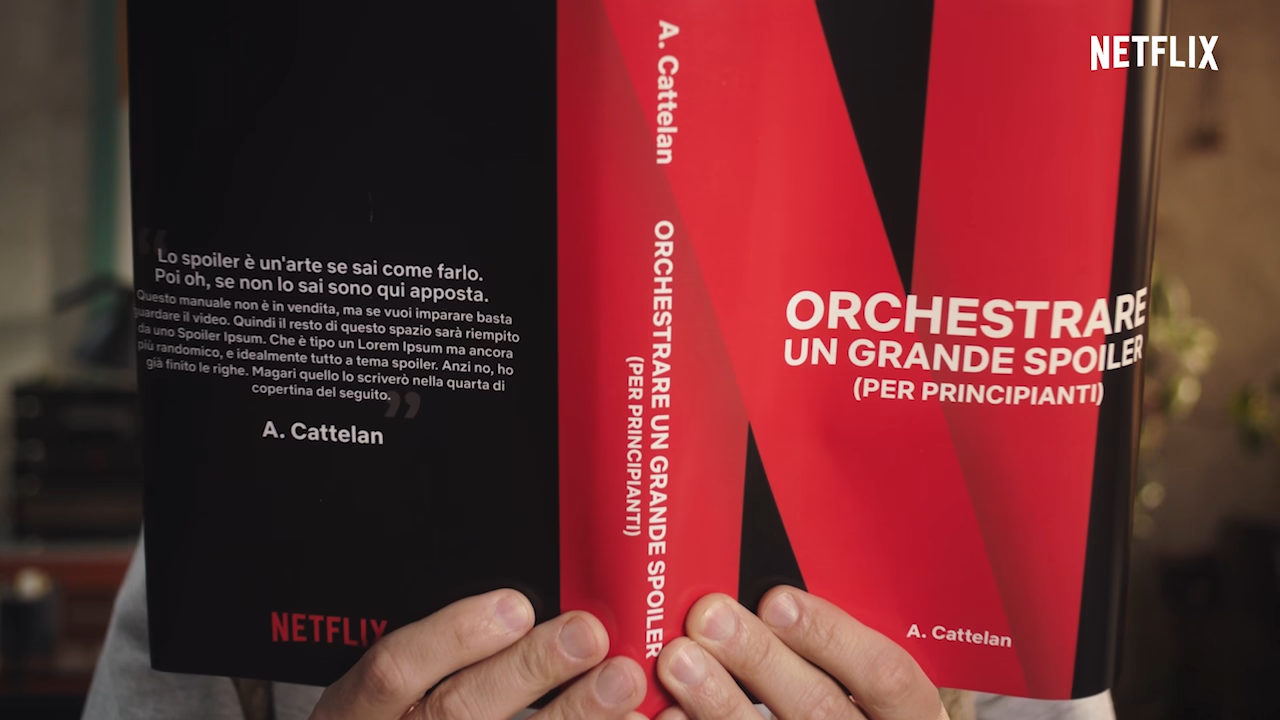 NETFLIX
Lo spoiler è un'arte se sai come farlo.
Poi oh, se non lo sai sono qui apposta.
Questo manuale non è in vendita, ma se vuoi imparare basta
guardare il video. Quindi il resto di questo spazio sarà riempito
da uno Spoiler Ipsum. Che è tipo un Lorem Ipsum ma ancora
più randomico, e idealmente tutto a tema spoiler. Anzi no, ho
già finito le righe. Magari quello lo scriverò nella quarta di
copertina del seguito.
A. Cattelan
NETFLIX
A. Cattelan
ORCHESTRARE UN GRANDE SPOILER
(PER PRINCIPIANTI)
ORCHESTRARE
UN GRANDE SPOILER
(PER PRINCIPIANTI)
A. Cattelan